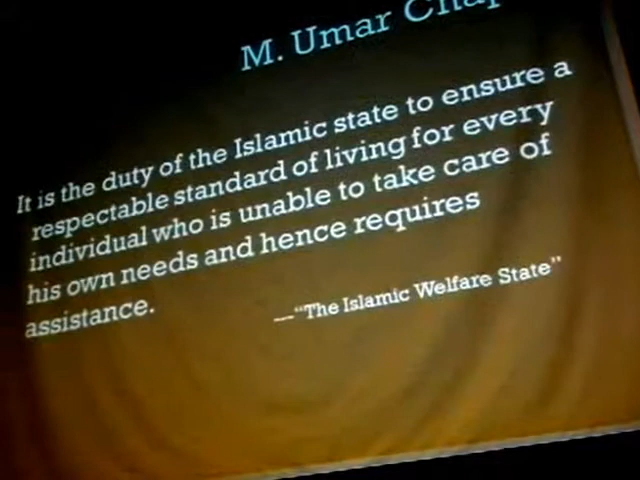 M. Umar
It is the duty of the Islamic state to ensure a
respectable standard of living for every
individual who is unable to take care of
his own needs and hence requires
assistance.
—"The Islamic Welfare State"